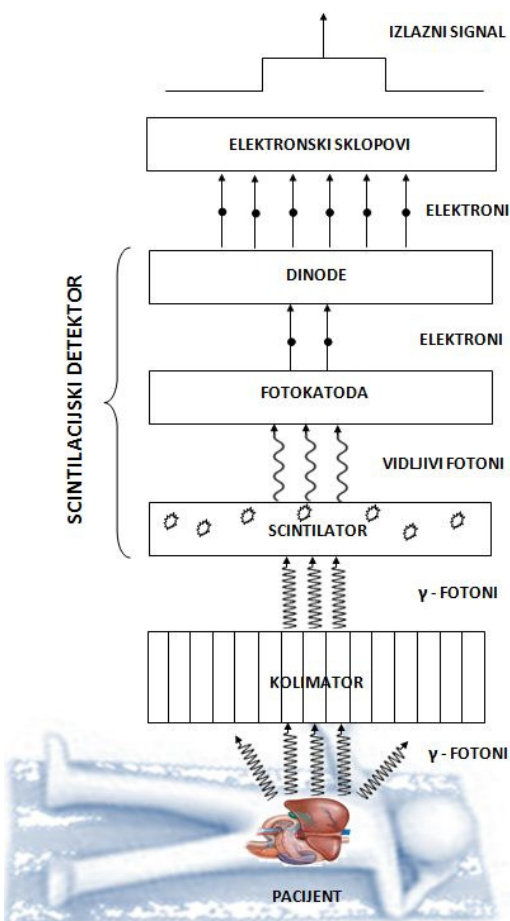 IZLAZNI SIGNAL
ELEKTRONSKI SKLOPOVI
ELEKTRONI
DINODE
ELEKTRONI
FOTOKATODA
SCINTILACIJSKI DETEKTOR
VIDLJIVI FOTONI
SCINTILATOR
γ - FOTONI
KOLIMATOR
γ - FOTONI
PACIJENT